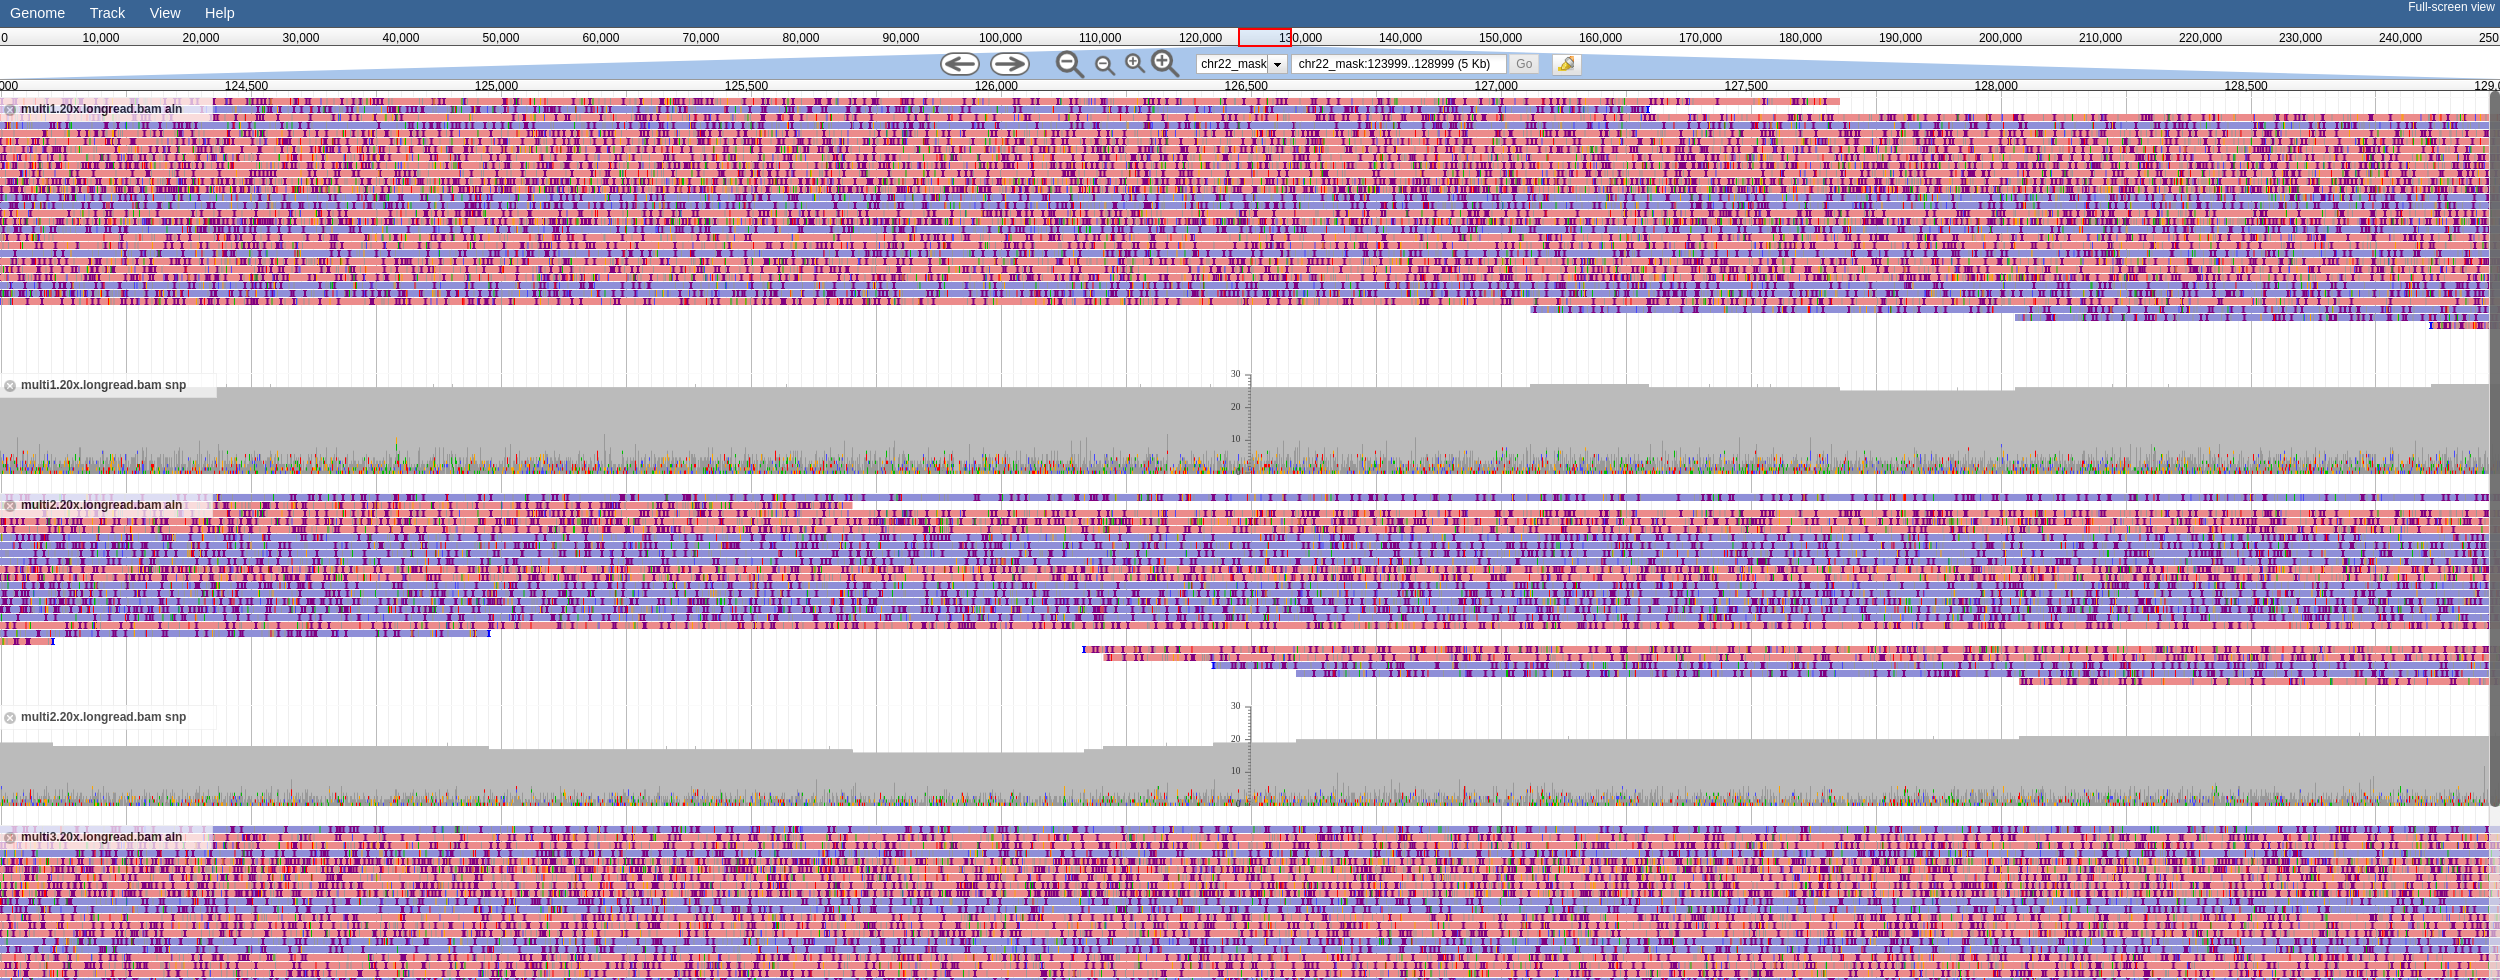 Genome Track View Help Full-screen view
0 10,000 20,000 30,000 40,000 50,000 60,000 70,000 80,000 90,000 100,000 110,000 120,000 130,000 140,000 150,000 160,000 170,000 180,000 190,000 200,000 210,000 220,000 230,000 240,000 250
chr22_mask chr22_mask:123999..128999 (5 Kb) Go
000 124,500 125,000 125,500 126,000 126,500 127,000 127,500 128,000 128,500 129,0
multi1.20x.longread.bam aln
30
multi1.20x.longread.bam snp
20
10
0
multi2.20x.longread.bam aln
30
multi2.20x.longread.bam snp
20
10
0
multi3.20x.longread.bam aln